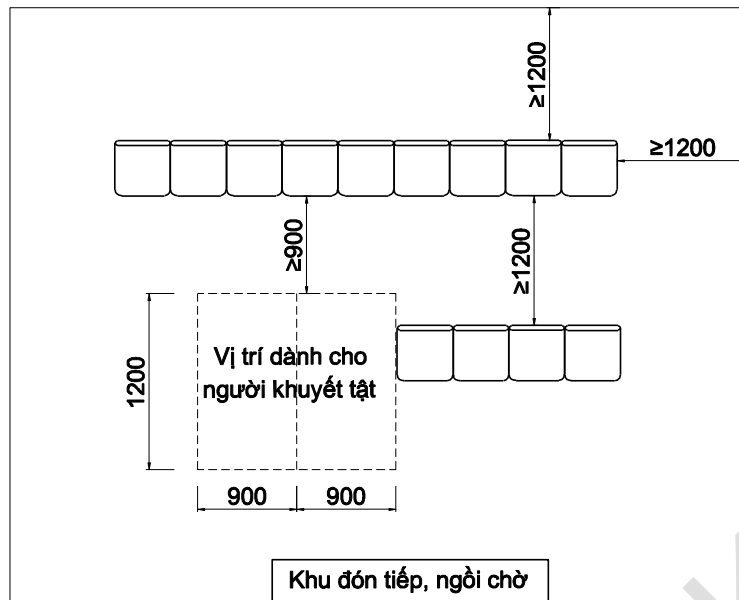 ≥1200
≥1200
≥900
≥1200
1200
Vị trí dành cho
người khuyết tật
900
900
Khu đón tiếp, ngồi chờ